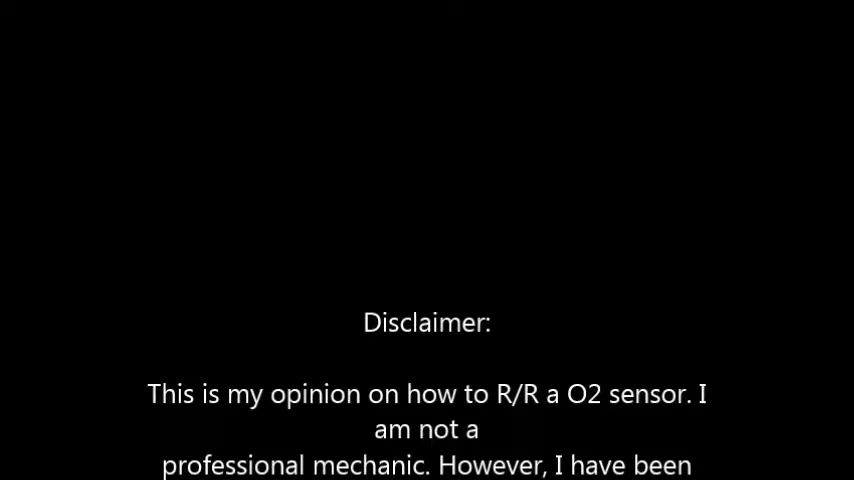 Disclaimer:
This is my opinion on how to R/R a O2 sensor. I
am not a
professional mechanic. However, I have been